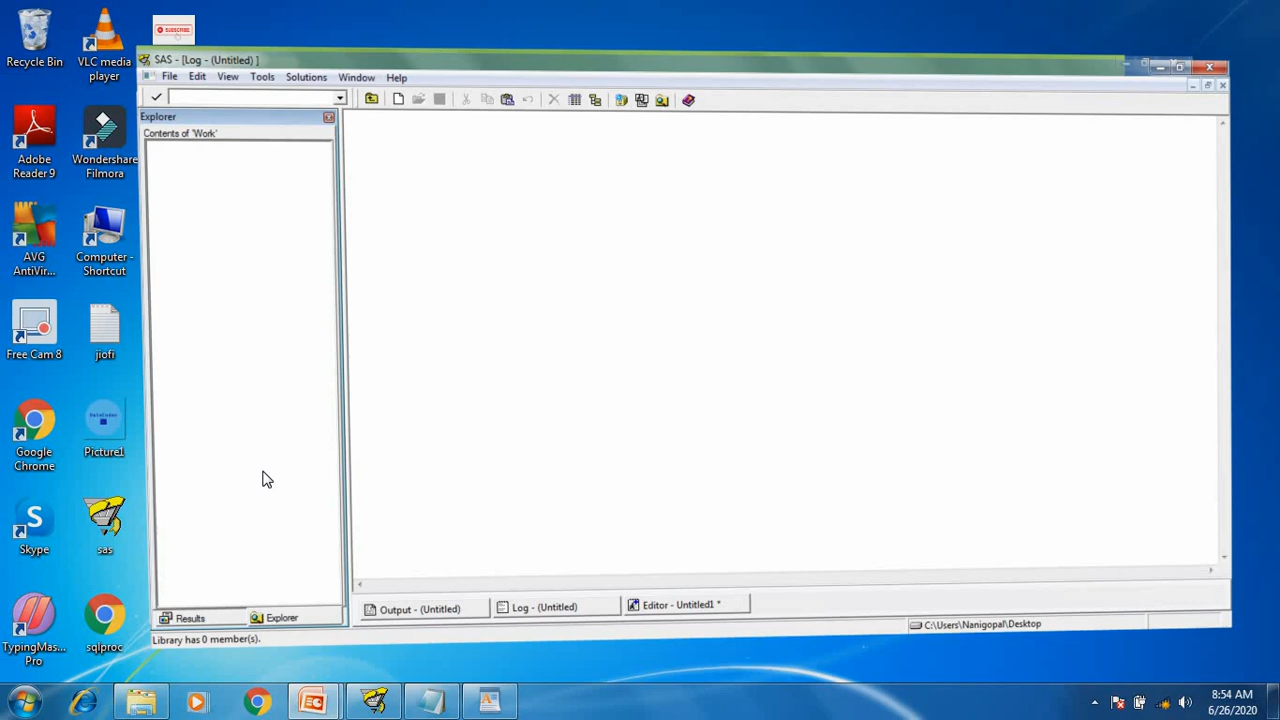 Recycle Bin
VLC media player
SUBSCRIBE
SAS - [Log - (Untitled) ]
File Edit View Tools Solutions Window Help
Explorer
Contents of 'Work'
Adobe Reader 9
Wondershare Filmora
AVG AntiVir...
Computer - Shortcut
Free Cam 8
jiofi
Google Chrome
Picture1
Skype
sas
TypingMas... Pro
sqlproc
Results
Explorer
Output - (Untitled)
Log - (Untitled)
Editor - Untitled1 *
Library has 0 member(s).
C:\Users\Nanigopal\Desktop
8:54 AM
6/26/2020